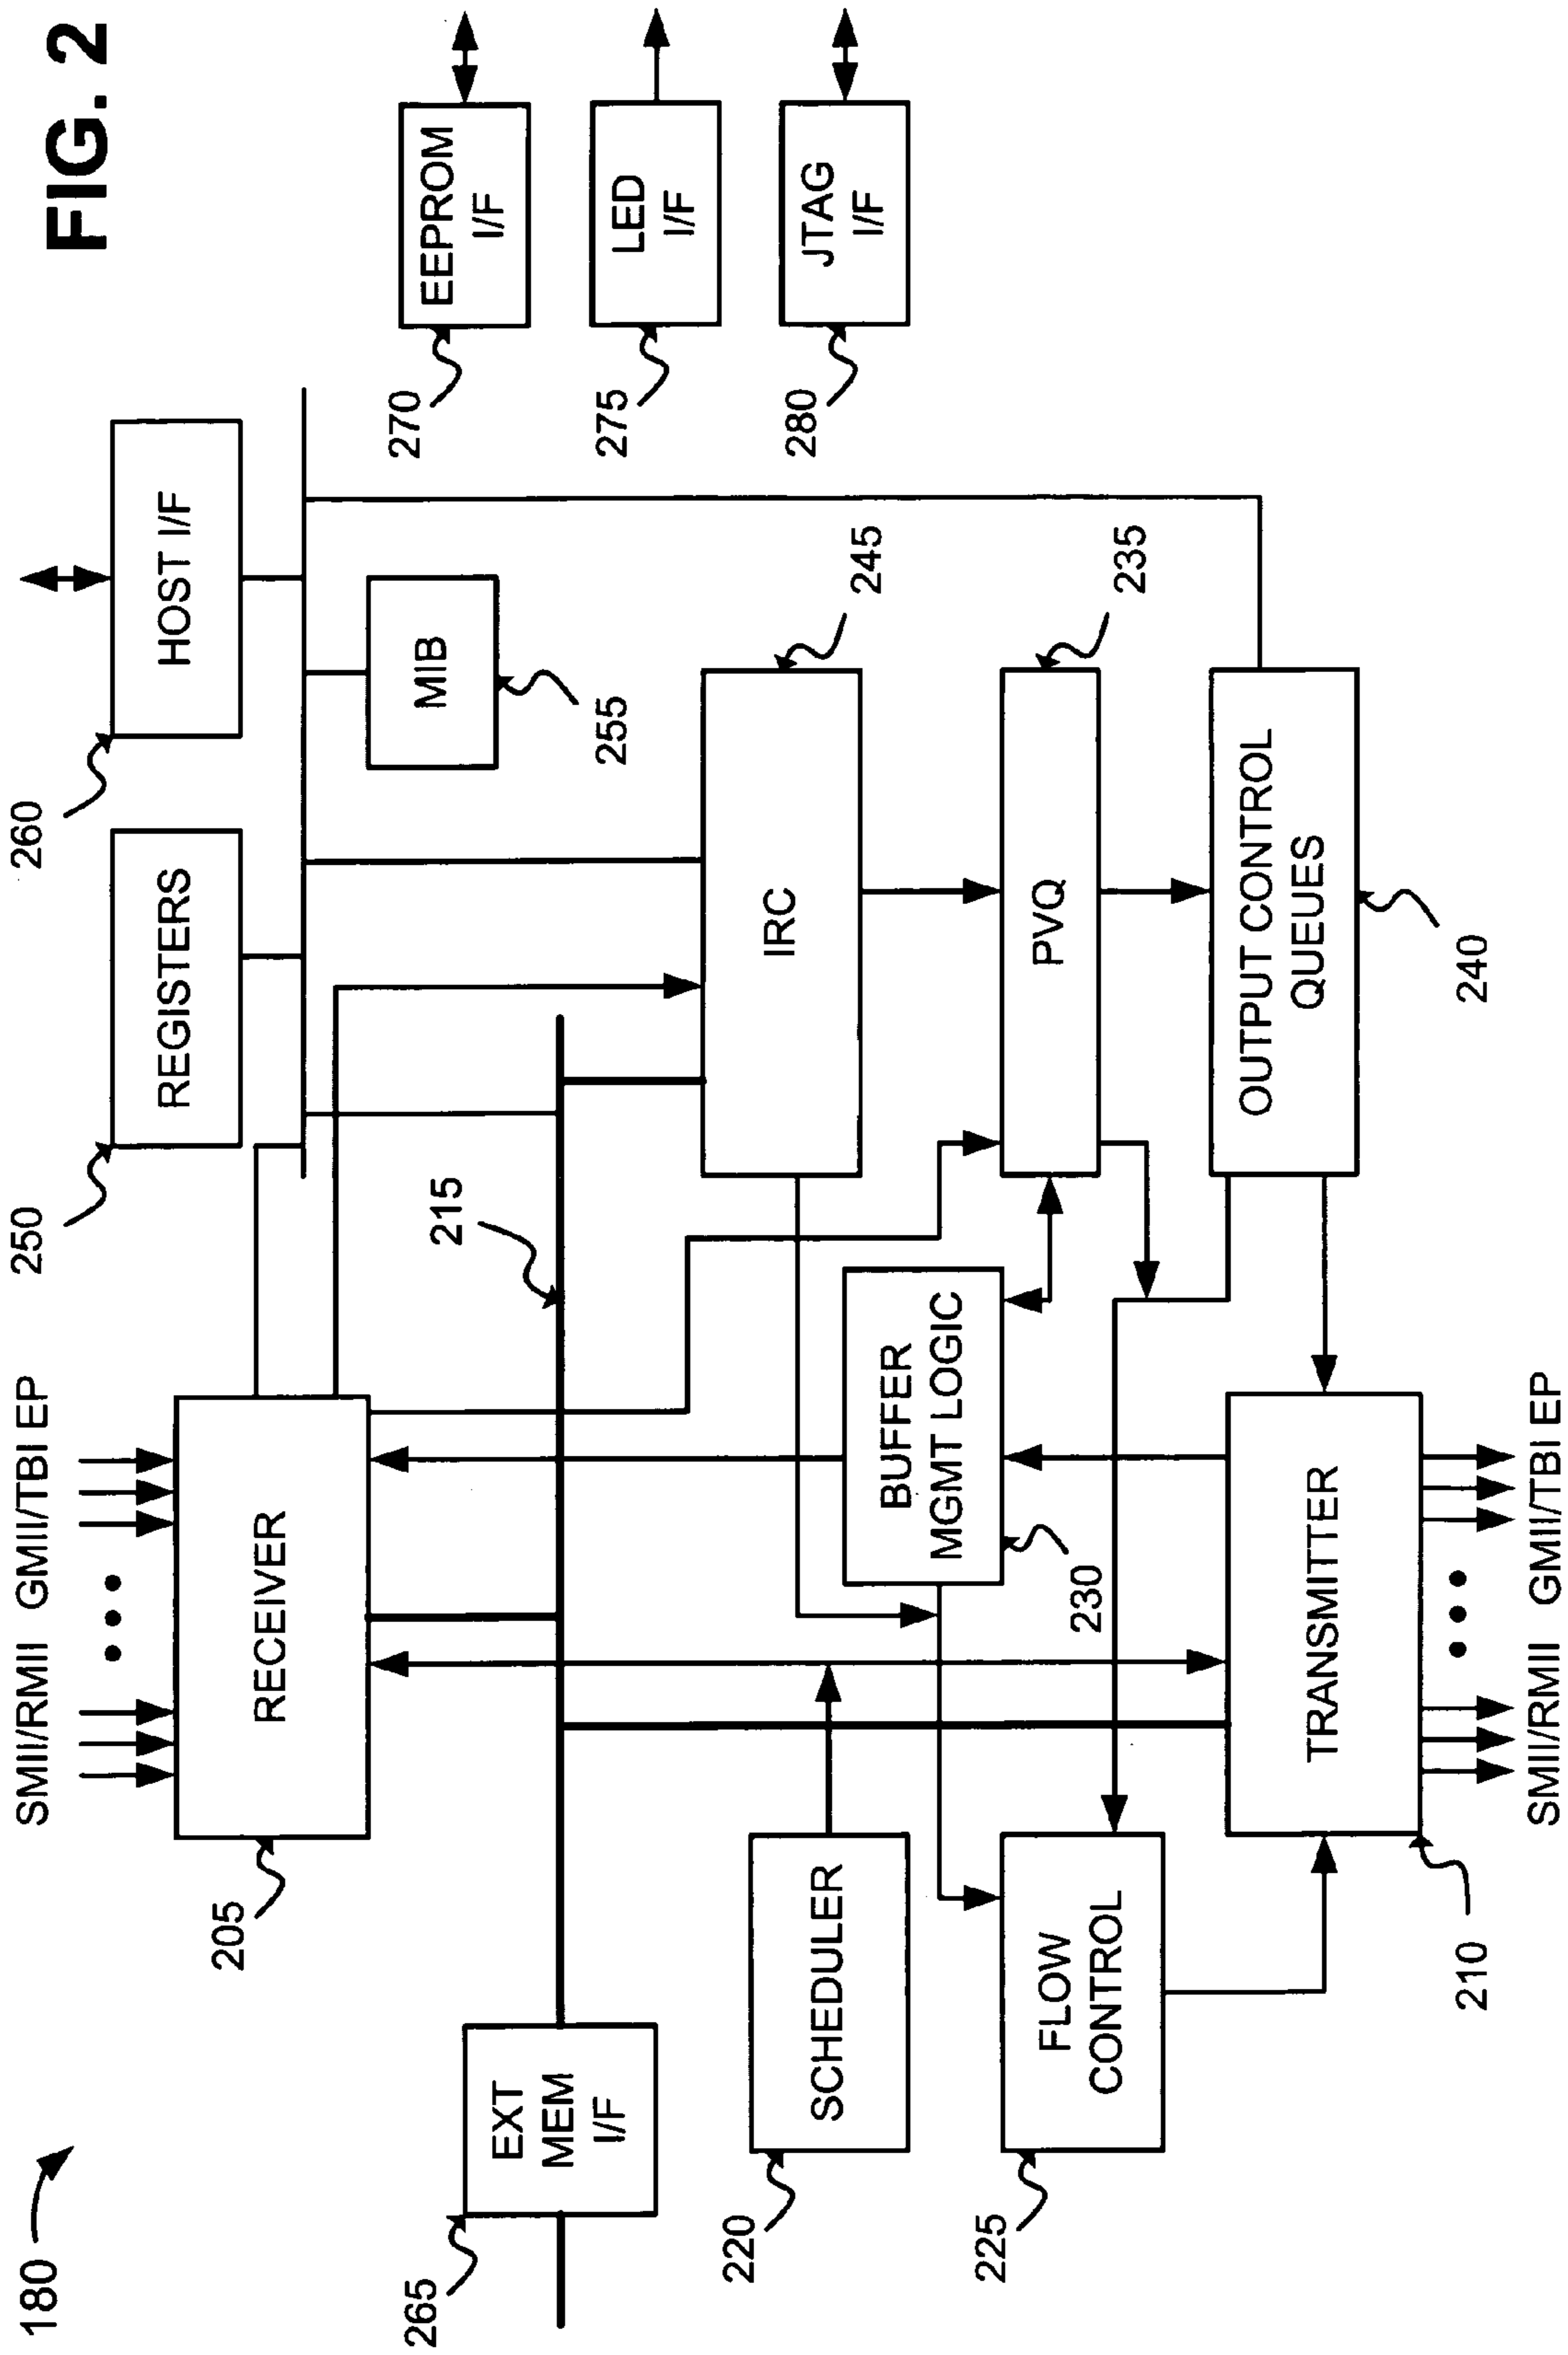 FIG. 2
180
SMII/RMII GMII/TBI EP
250
260
RECEIVER
205
REGISTERS
HOST I/F
215
MIB
255
EXT
MEM
I/F
265
270
EEPROM
I/F
275
LED
I/F
280
JTAG
I/F
SCHEDULER
220
BUFFER
MGMT LOGIC
230
IRC
245
FLOW
CONTROL
225
PVQ
235
TRANSMITTER
210
OUTPUT CONTROL
QUEUES
240
SMII/RMII GMII/TBI EP